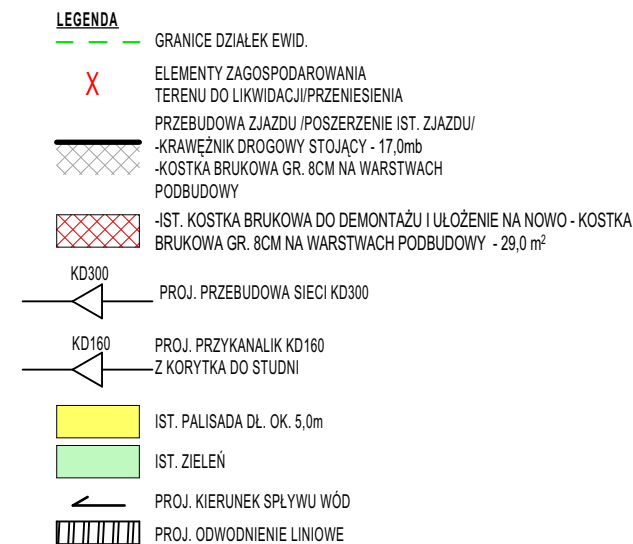 LEGENDA
GRANICE DZIAŁEK EWID.
X
ELEMENTY ZAGOSPODAROWANIA
TERENU DO LIKWIDACJI/PRZENIESIENIA
PRZEBUDOWA ZJAZDU /POSZERZENIE IST. ZJAZDU/
-KRAWĘŻNIK DROGOWY STOJĄCY - 17,0mb
-KOSTKA BRUKOWA GR. 8CM NA WARSTWACH
PODBUDOWY
-IST. KOSTKA BRUKOWA DO DEMONTAŻU I UŁOŻENIE NA NOWO - KOSTKA
BRUKOWA GR. 8CM NA WARSTWACH PODBUDOWY - 29,0 m²
KD300
PROJ. PRZEBUDOWA SIECI KD300
KD160
PROJ. PRZYKANALIK KD160
Z KORYTKA DO STUDNI
IST. PALISADA DŁ. OK. 5,0m
IST. ZIELEŃ
PROJ. KIERUNEK SPŁYWU WÓD
PROJ. ODWODNIENIE LINIOWE